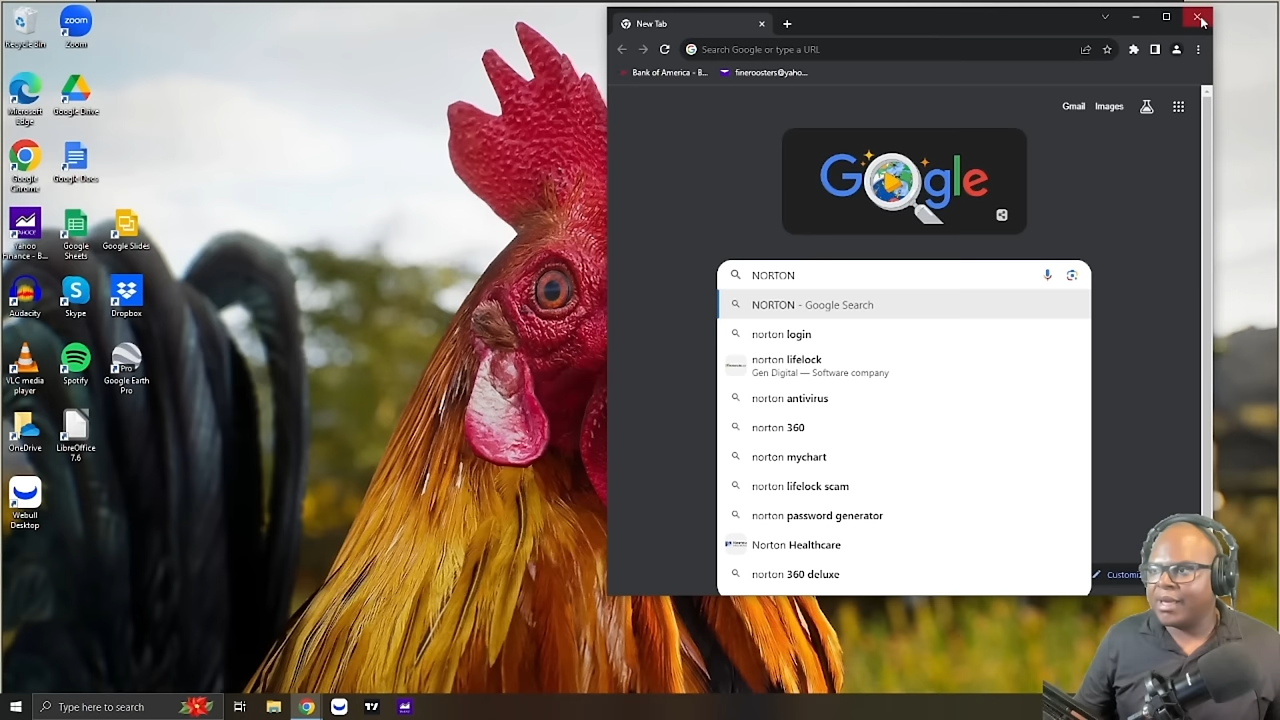 Recycle Bin
Zoom
zoom
Microsoft
Edge
Google Drive
Google
Chrome
Google Docs
Yahoo
Finance - B...
Google
Sheets
Google Slides
Audacity
Skype
Dropbox
VLC media
player
Spotify
Google Earth
Pro
OneDrive
LibreOffice
7.6
Webull
Desktop
New Tab
Search Google or type a URL
Bank of America - B...
fineroosters@yaho...
Gmail
Images
Google
NORTON
NORTON - Google Search
norton login
norton lifelock
Gen Digital — Software company
norton antivirus
norton 360
norton mychart
norton lifelock scam
norton password generator
Norton Healthcare
norton 360 deluxe
Customiz
Type here to search